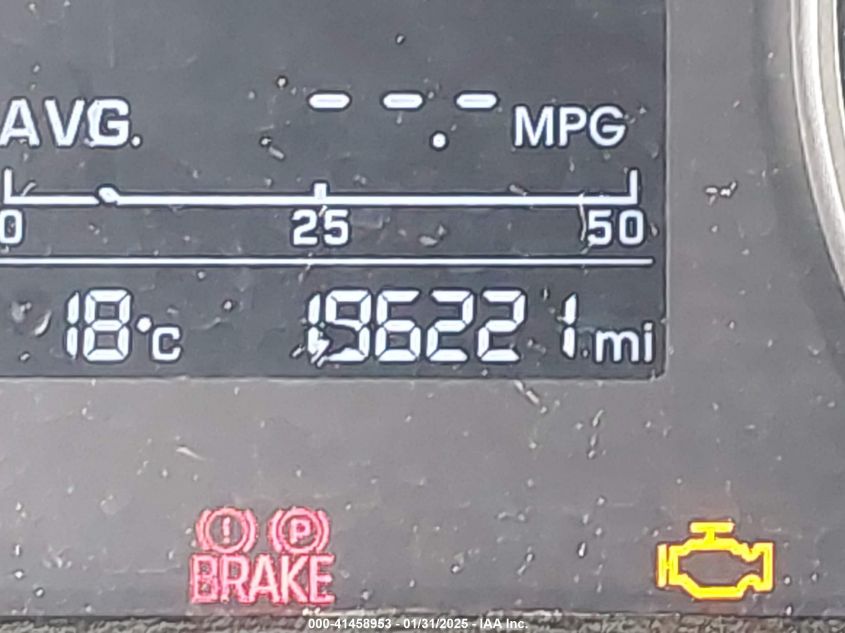 AVG. --.- MPG
0 25 50
18°C 196221 mi
(!) (P)
BRAKE
000-41458953 - 01/31/2025 - IAA Inc.